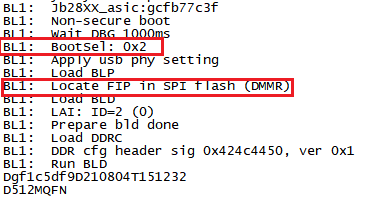 BL1: Jb28XX_asic:gcfb77c3f
BL1: Non-secure boot
BL1: Wait DBG 1000ms
BL1: BootSel: 0x2
BL1: Apply usb phy setting
BL1: Load BLP
BL1: Locate FIP in SPI flash (DMMR)
BL1: Load BLD
BL1: LAI: ID=2 (0)
BL1: Prepare bld done
BL1: Load DDRC
BL1: DDR cfg header sig 0x424c4450, ver 0x1
BL1: Run BLD
Dgf1c5df9D210804T151232
D512MQFN